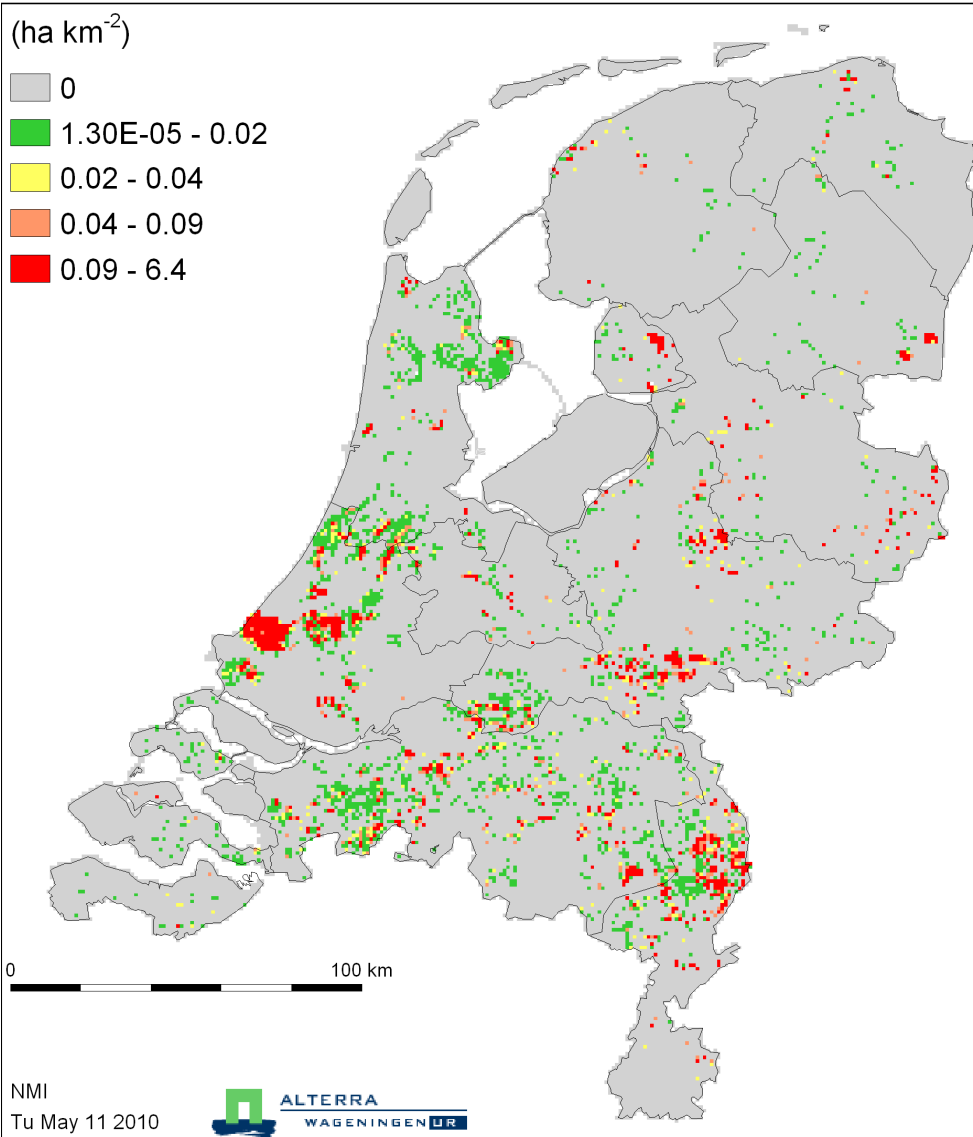 (ha km-2)
0
1.30E-05 - 0.02
0.02 - 0.04
0.04 - 0.09
0.09 - 6.4
0 100 km
NMI
Tu May 11 2010
ALTERRA
WAGENINGEN UR